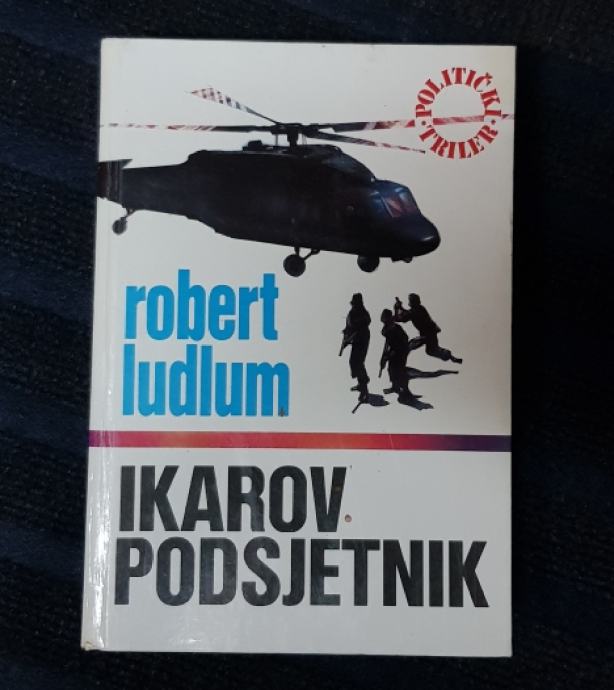 POLITIČKI
TRILER
robert
ludlum
IKAROV
PODSJETNIK